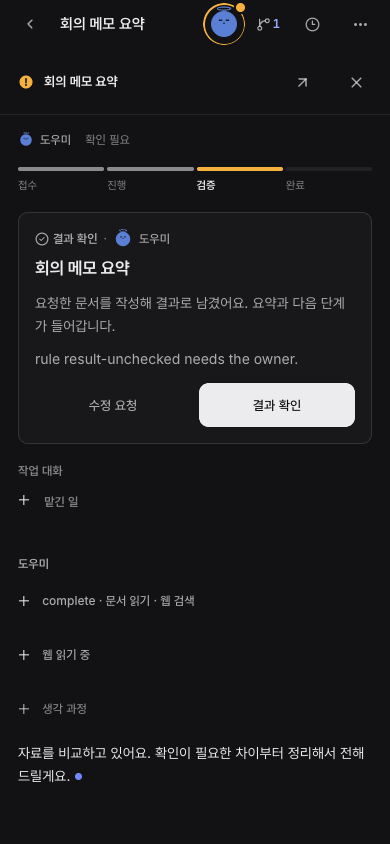 회의 메모 요약
1
회의 메모 요약
도우미 확인 필요
접수 진행 검증 완료
결과 확인 · 도우미
회의 메모 요약
요청한 문서를 작성해 결과로 남겼어요. 요약과 다음 단계
가 들어갑니다.
rule result-unchecked needs the owner.
수정 요청 결과 확인
작업 대화
맡긴 일
도우미
complete · 문서 읽기 · 웹 검색
웹 읽기 중
생각 과정
자료를 비교하고 있어요. 확인이 필요한 차이부터 정리해서 전해
드릴게요.